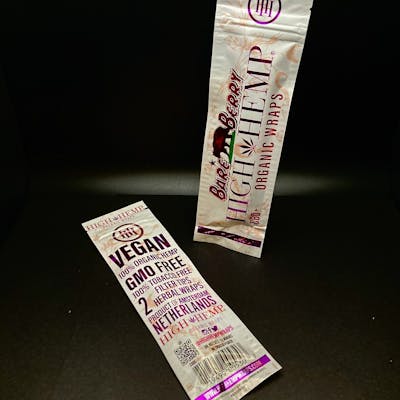 BARE BERRY
HIGH HEMP
ORGANIC WRAPS
HIGH HEMP
VEGAN
100% ORGANIC HEMP
GMO FREE
100% TOBACCO FREE
2 FILTER TIPS
HERBAL WRAPS
PRODUCT OF AMSTERDAM,
NETHERLANDS
HIGH HEMP